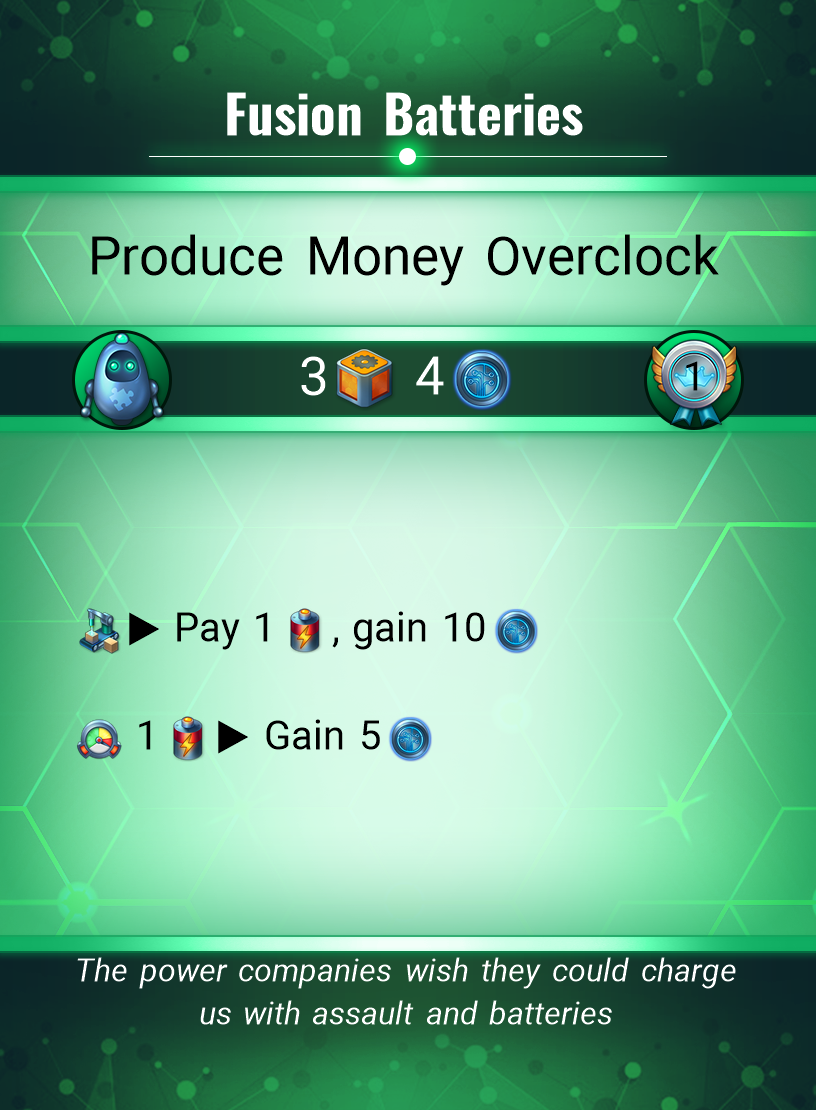 Fusion Batteries
Produce Money Overclock
3 4 1
Pay 1 , gain 10
1 Gain 5
The power companies wish they could charge
us with assault and batteries